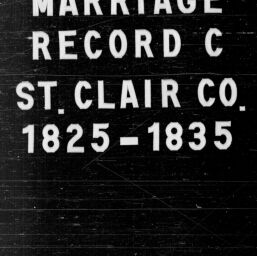 MARRIAGE
RECORD C
ST. CLAIR CO.
1825-1835